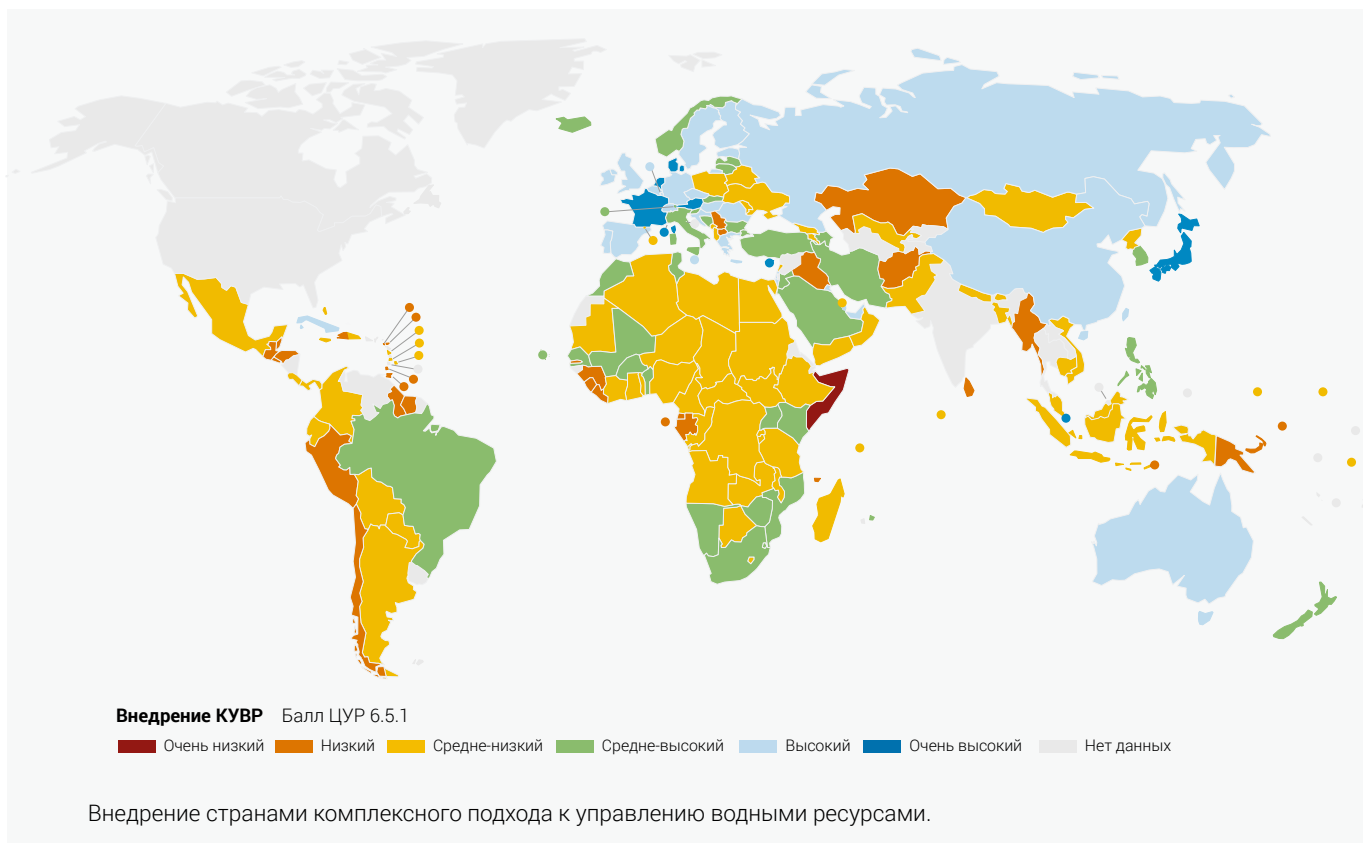 Внедрение КУВР Балл ЦУР 6.5.1
Очень низкий Низкий Средне-низкий Средне-высокий Высокий Очень высокий Нет данных
Внедрение странами комплексного подхода к управлению водными ресурсами.